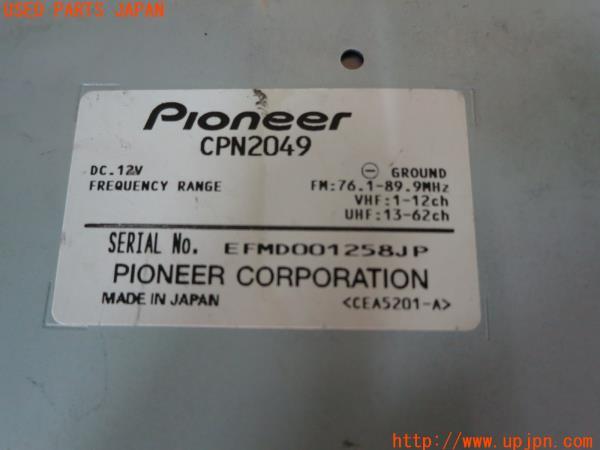 USED PARTS JAPAN
Pioneer
CPN2049
DC.12V ⊖ GROUND
FREQUENCY RANGE FM:76.1-89.9MHz
VHF:1-12ch
UHF:13-62ch
SERIAL No. EFMD001258JP
PIONEER CORPORATION
MADE IN JAPAN <CEA5201-A>
http://www.upjpn.com/